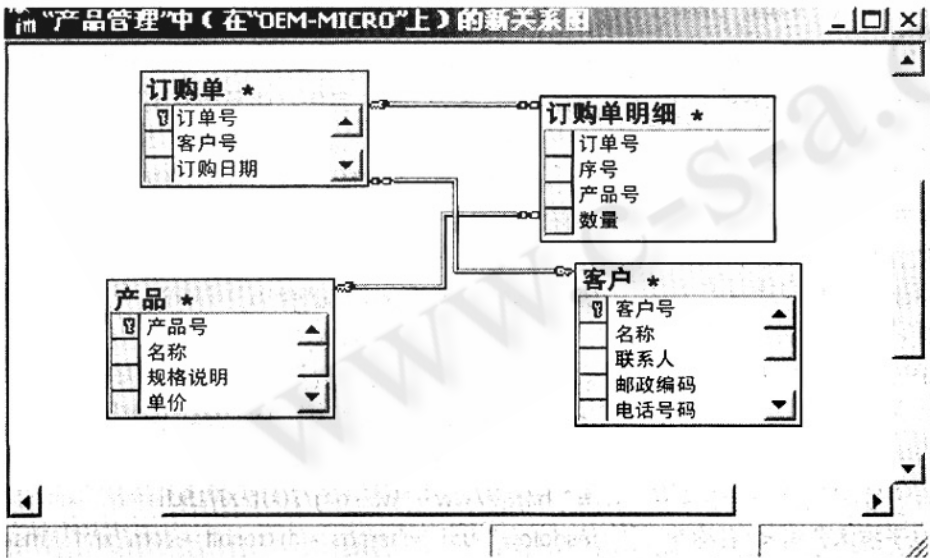 "产品管理"中（在"OEM-MICRO"上）的新关系图
订购单 *
订单号
客户号
订购日期
订购单明细 *
订单号
序号
产品号
数量
产品 *
产品号
名称
规格说明
单价
客户 *
客户号
名称
联系人
邮政编码
电话号码
www.c-s-a.